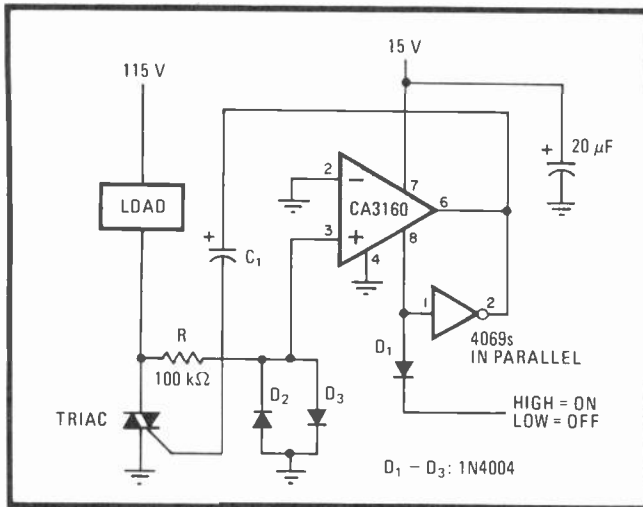 115 V
15 V
+
20 µF
2
−
7
CA3160
6
LOAD
+
C1
3
+
4
8
1
2
4069s
IN PARALLEL
D1
R
100 kΩ
D2
D3
TRIAC
HIGH = ON
LOW = OFF
D1 – D3: 1N4004